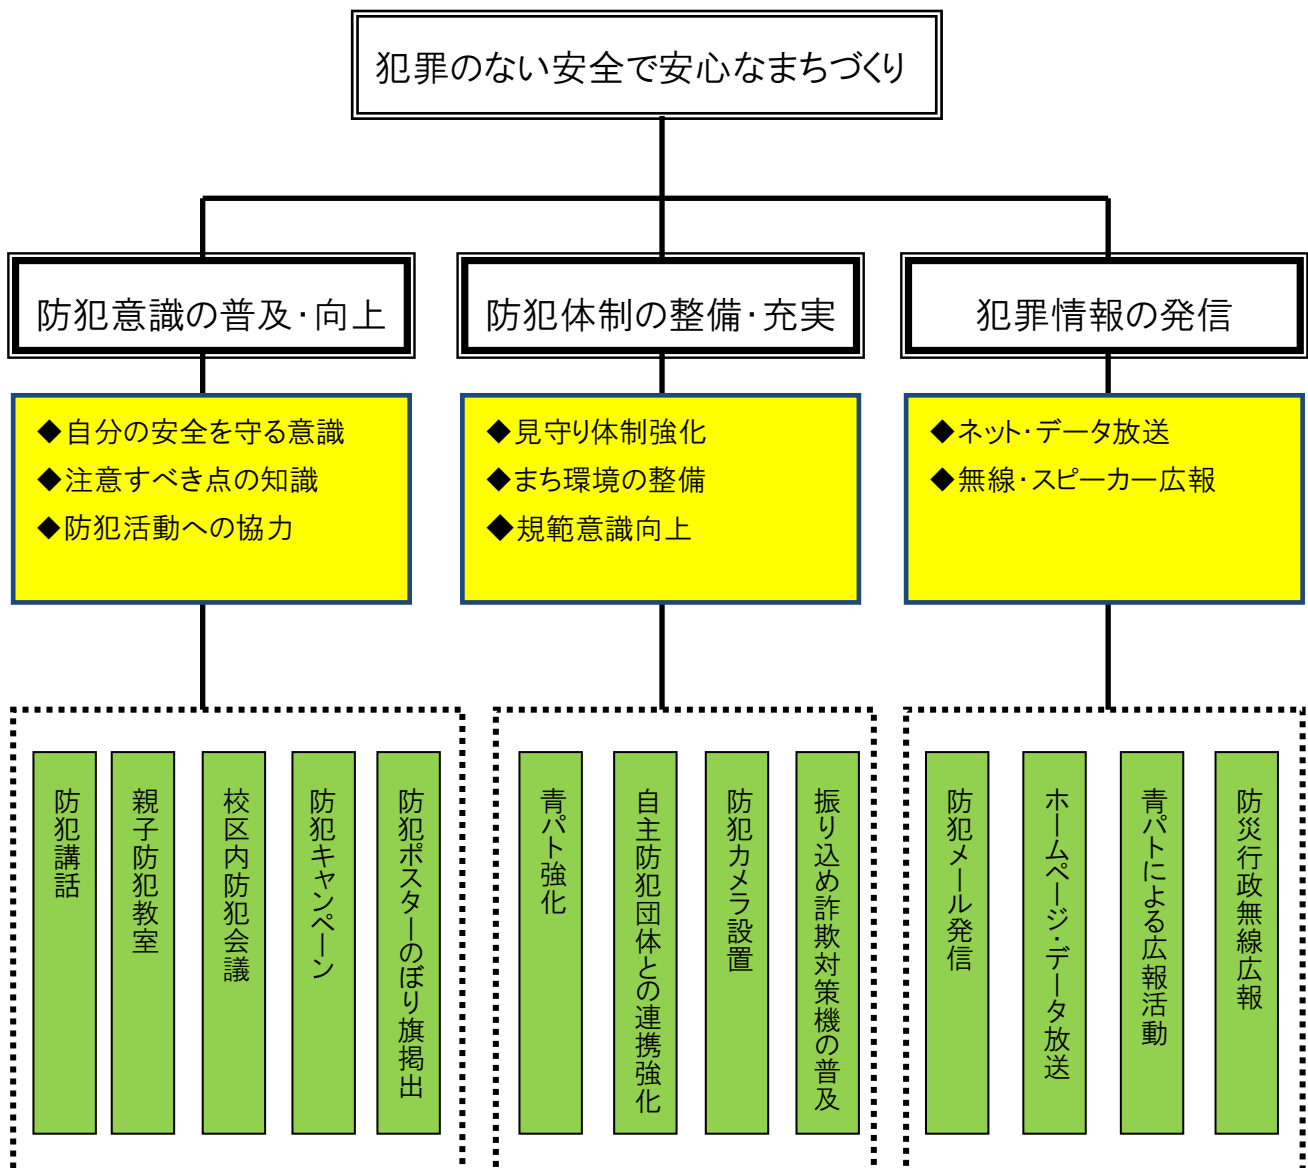 犯罪のない安全で安心なまちづくり
防犯意識の普及・向上
防犯体制の整備・充実
犯罪情報の発信
◆自分の安全を守る意識
◆注意すべき点の知識
◆防犯活動への協力
◆見守り体制強化
◆まち環境の整備
◆規範意識向上
◆ネット・データ放送
◆無線・スピーカー広報
防犯講話
親子防犯教室
校区内防犯会議
防犯キャンペーン
防犯ポスターのぼり旗掲出
青パト強化
自主防犯団体との連携強化
防犯カメラ設置
振り込め詐欺対策機の普及
防犯メール発信
ホームページ・データ放送
青パトによる広報活動
防災行政無線広報